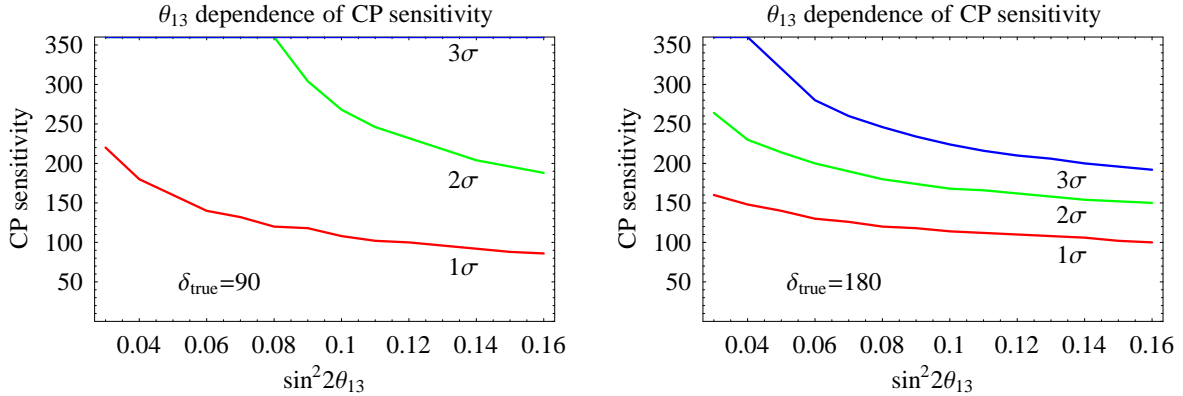 θ₁₃ dependence of CP sensitivity
350
300
250
200
150
100
50
CP sensitivity
3σ
2σ
1σ
δtrue=90
0.04 0.06 0.08 0.1 0.12 0.14 0.16
sin²2θ₁₃
θ₁₃ dependence of CP sensitivity
350
300
250
200
150
100
50
CP sensitivity
3σ
2σ
1σ
δtrue=180
0.04 0.06 0.08 0.1 0.12 0.14 0.16
sin²2θ₁₃